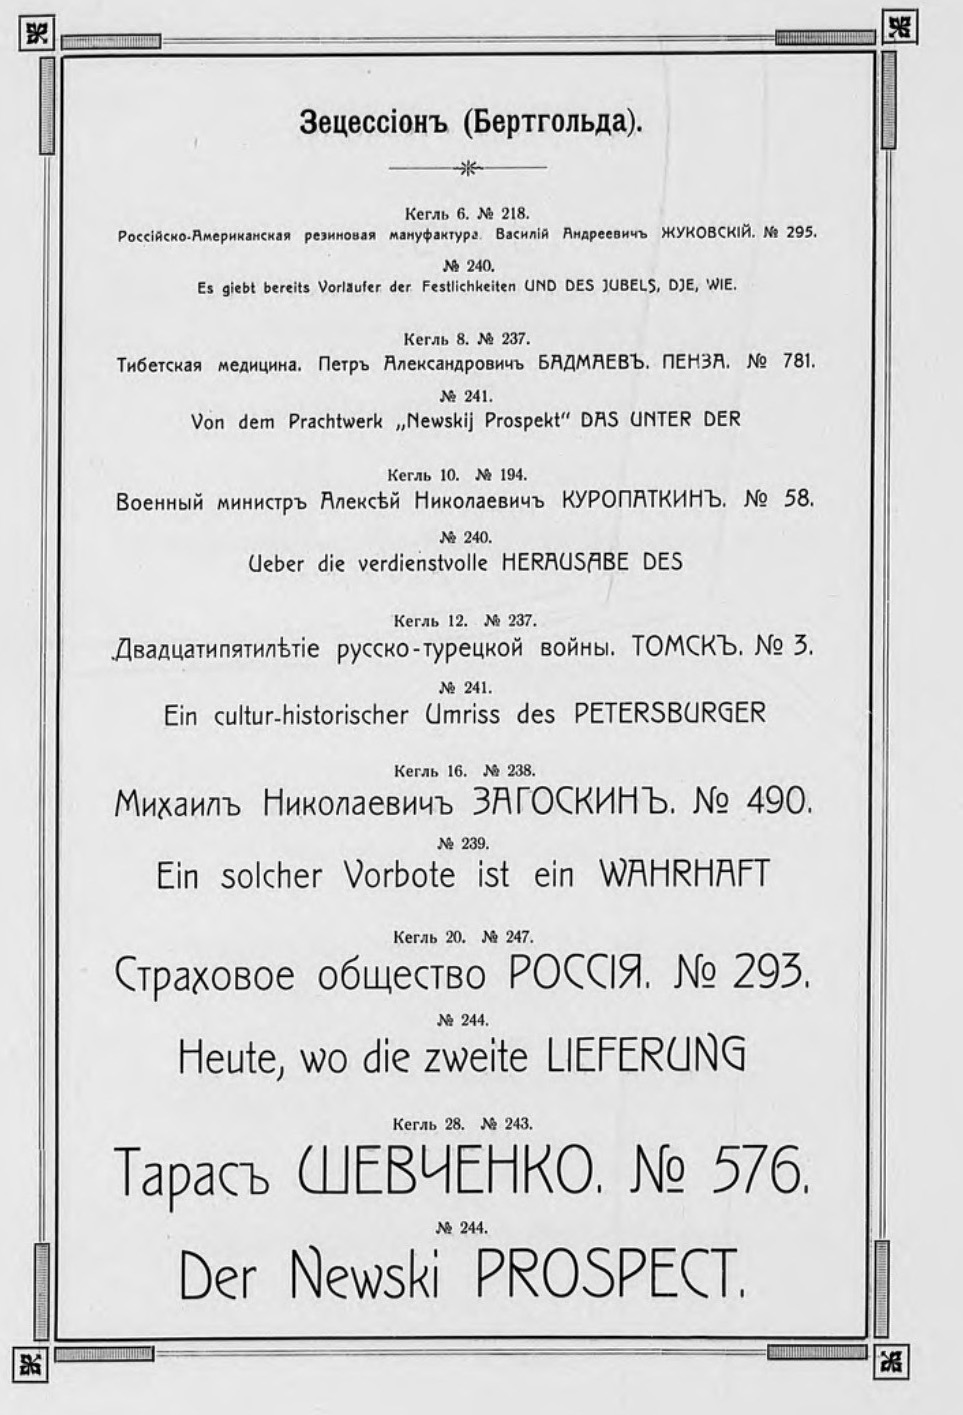 Зецессіонъ (Бертгольда).
Кегль 6. № 218.
Россійско-Американская резиновая мануфактура. Василій Андреевичъ ЖУКОВСКІЙ. № 295.
№ 240.
Es giebt bereits Vorläufer der Festlichkeiten UND DES JUBELS, DJE, WIE.
Кегль 8. № 237.
Тибетская медицина. Петръ Александровичъ БАДМАЕВЪ. ПЕНЗА. № 781.
№ 241.
Von dem Prachtwerk „Newskij Prospekt“ DAS UNTER DER
Кегль 10. № 194.
Военный министръ Алексѣй Николаевичъ КУРОПАТКИНЪ. № 58.
№ 240.
Ueber die verdienstvolle HERAUSABE DES
Кегль 12. № 237.
Двадцатипятилѣтіе русско-турецкой войны. ТОМСКЪ. № 3.
№ 241.
Ein cultur-historischer Umriss des PETERSBURGER
Кегль 16. № 238.
Михаилъ Николаевичъ ЗАГОСКИНЪ. № 490.
№ 239.
Ein solcher Vorbote ist ein WAHRHAFT
Кегль 20. № 247.
Страховое общество РОССІЯ. № 293.
№ 244.
Heute, wo die zweite LIEFERUNG
Кегль 28. № 243.
Тарасъ ШЕВЧЕНКО. № 576.
№ 244.
Der Newski PROSPECT.